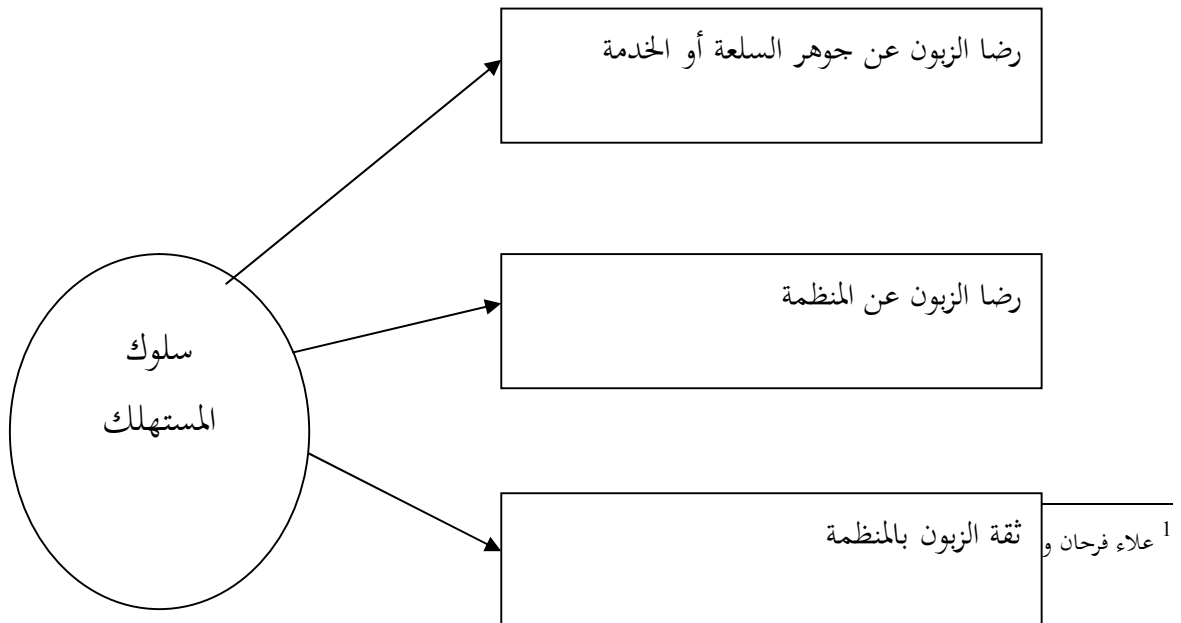 رضا الزبون عن جوهر السلعة أو الخدمة
رضا الزبون عن المنظمة
سلوك
المستهلك
ثقة الزبون بالمنظمة
1 علاء فرحان و